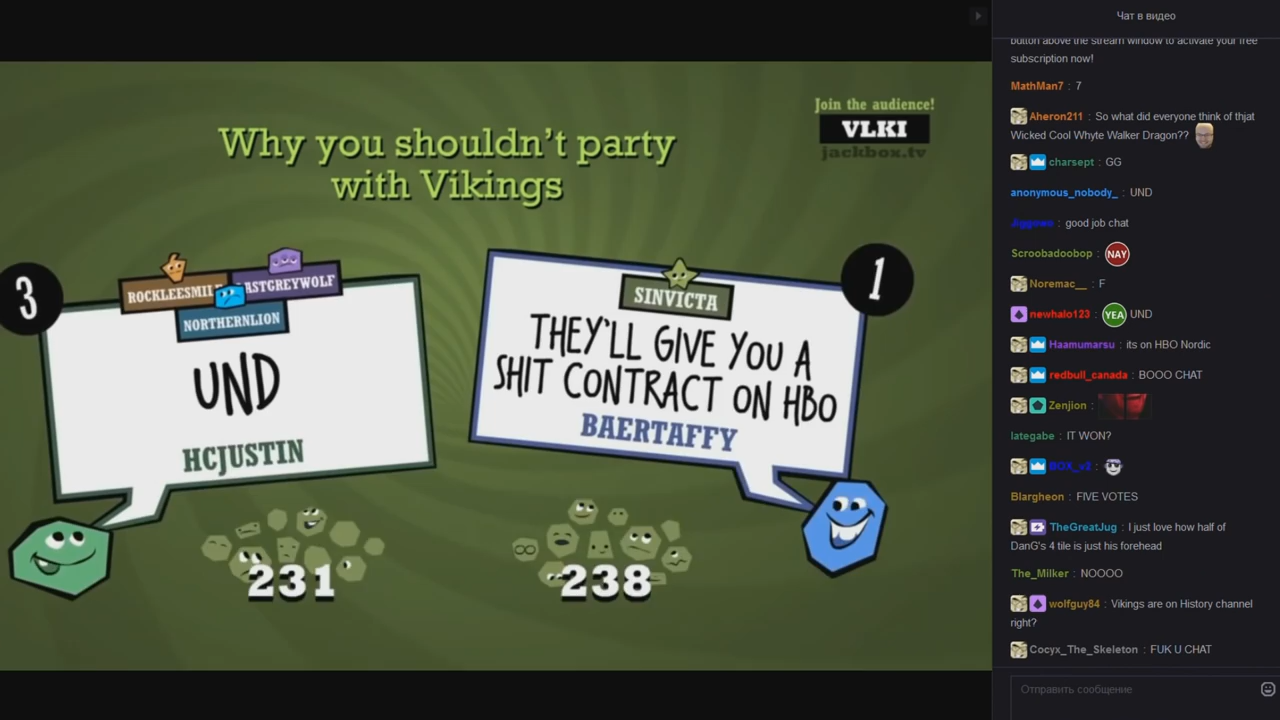 Join the audience!
VLKI
jackbox.tv
Why you shouldn't party
with Vikings
3
ROCKLEESMIL
ASTGREYWOLF
NORTHERNLION
UND
HCJUSTIN
231
1
SINVICTA
THEY'LL GIVE YOU A
SHIT CONTRACT ON HBO
BAERTAFFY
238
Чат в видео
button above the stream window to activate your free
subscription now!
MathMan7 : 7
Aheron211 : So what did everyone think of thjat
Wicked Cool Whyte Walker Dragon??
charsept : GG
anonymous_nobody_ : UND
: good job chat
Scroobadoobop : NAY
Noremac__ : F
newhalo123 : YEA UND
Haamumarsu : its on HBO Nordic
redbull_canada : BOOO CHAT
Zenjion :
lategabe : IT WON?
BOX_v2 :
Blargheon : FIVE VOTES
TheGreatJug : I just love how half of
DanG's 4 tile is just his forehead
The_Milker : NOOOO
wolfguy84 : Vikings are on History channel
right?
Cocyx_The_Skeleton : FUK U CHAT
Отправить сообщение